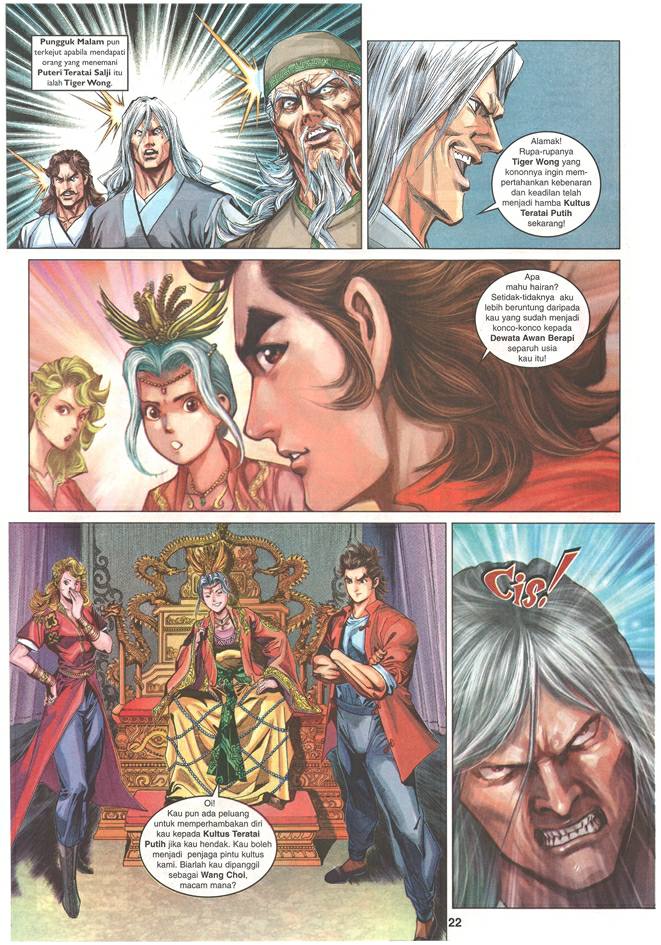 Pungguk Malam pun
terkejut apabila mendapati
orang yang menemani
Puteri Teratai Salji itu
ialah Tiger Wong.
Alamak!
Rupa-rupanya
Tiger Wong yang
kononnya ingin mem-
pertahankan kebenaran
dan keadilan telah
menjadi hamba Kultus
Teratai Putih
sekarang!
Apa
mahu hairan?
Setidak-tidaknya aku
lebih beruntung daripada
kau yang sudah menjadi
konco-konco kepada
Dewata Awan Berapi
separuh usia
kau itu!
Oi!
Kau pun ada peluang
untuk memperhambakan diri
kau kepada Kultus Teratai
Putih jika kau hendak. Kau boleh
menjadi penjaga pintu kultus
kami. Biarlah kau dipanggil
sebagai Wang Choi,
macam mana?
Cis!
22